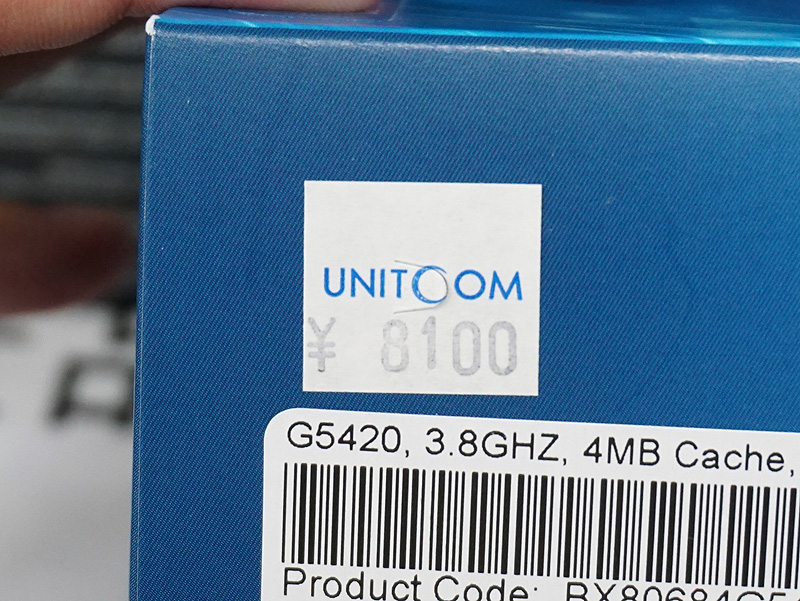 UNITCOM
¥ 8100
G5420, 3.8GHZ, 4MB Cache,
Product Code: